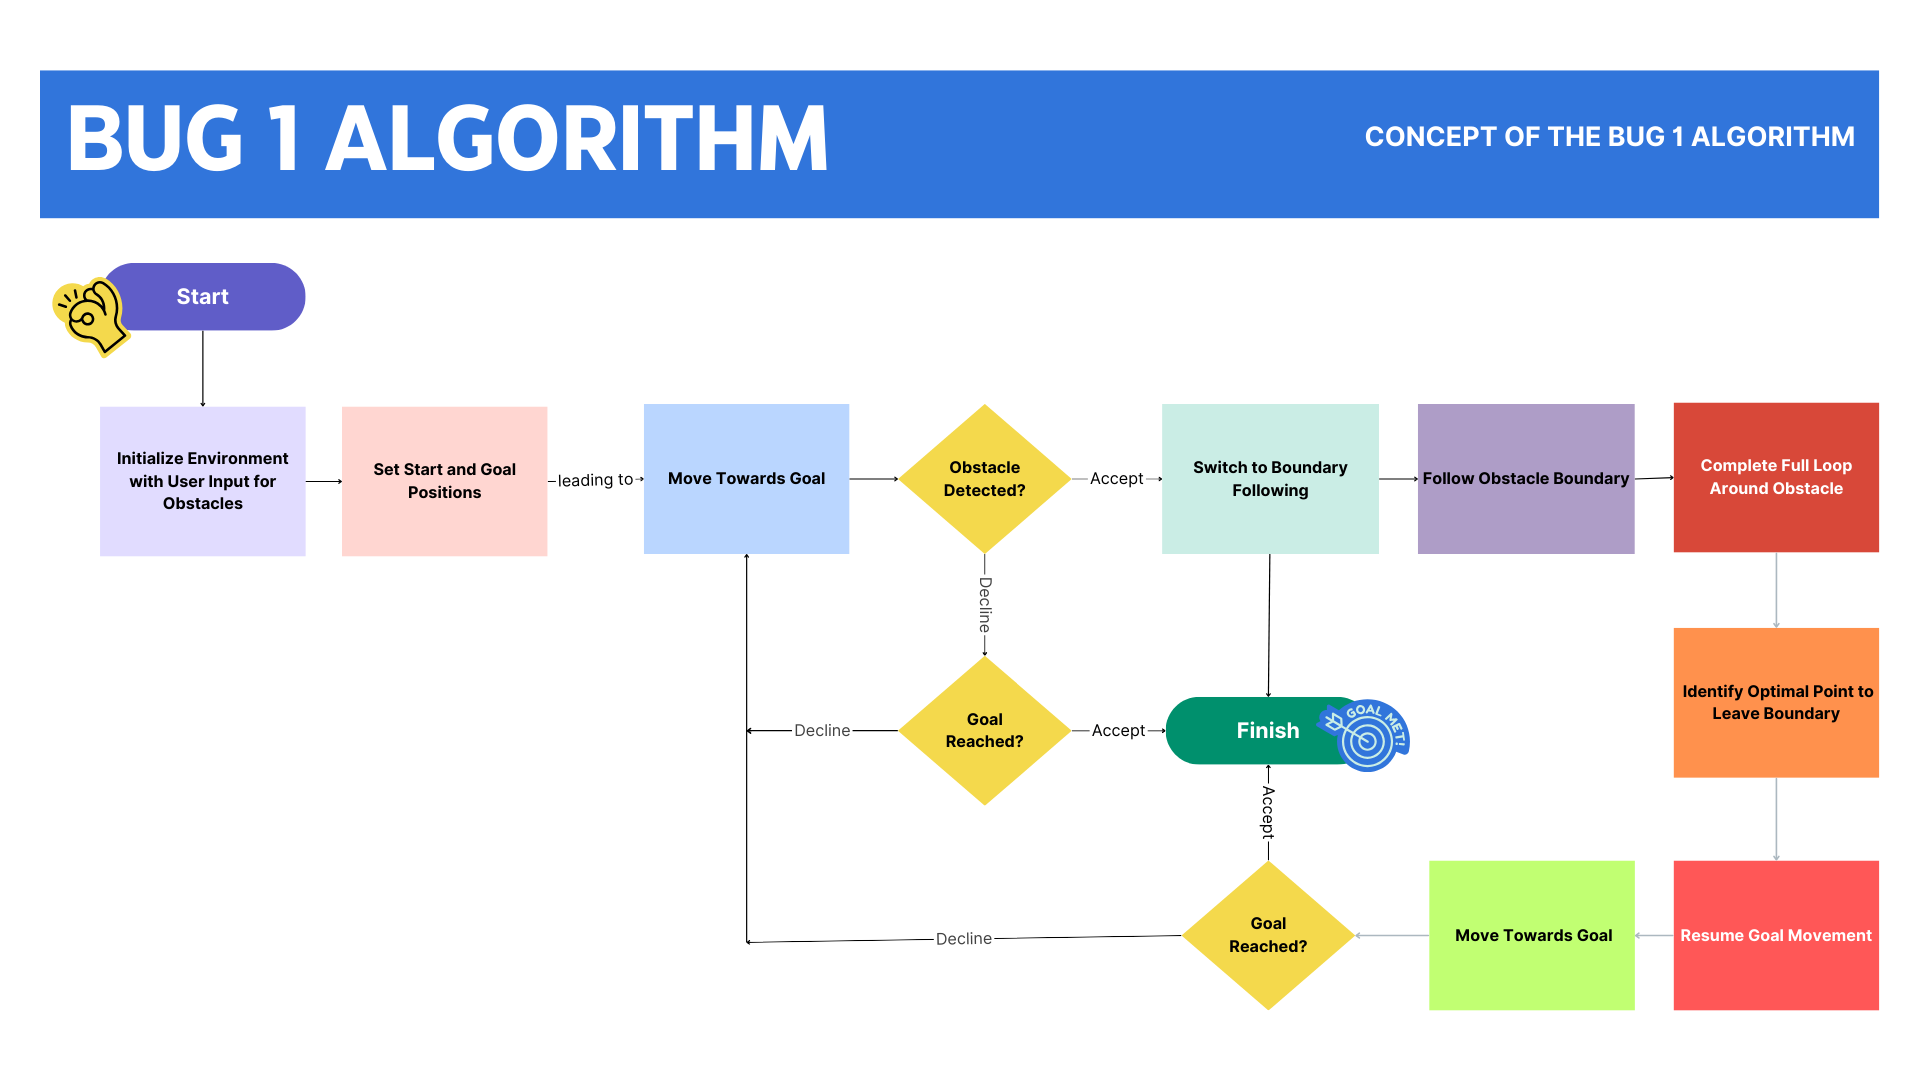 BUG 1 ALGORITHM
CONCEPT OF THE BUG 1 ALGORITHM
Start
Initialize Environment
with User Input for
Obstacles
Set Start and Goal
Positions
leading to
Move Towards Goal
Obstacle
Detected?
Accept
Switch to Boundary
Following
Follow Obstacle Boundary
Complete Full Loop
Around Obstacle
Decline
Identify Optimal Point to
Leave Boundary
Decline
Goal
Reached?
Accept
Finish
GOAL MET!
Accept
Decline
Goal
Reached?
Move Towards Goal
Resume Goal Movement